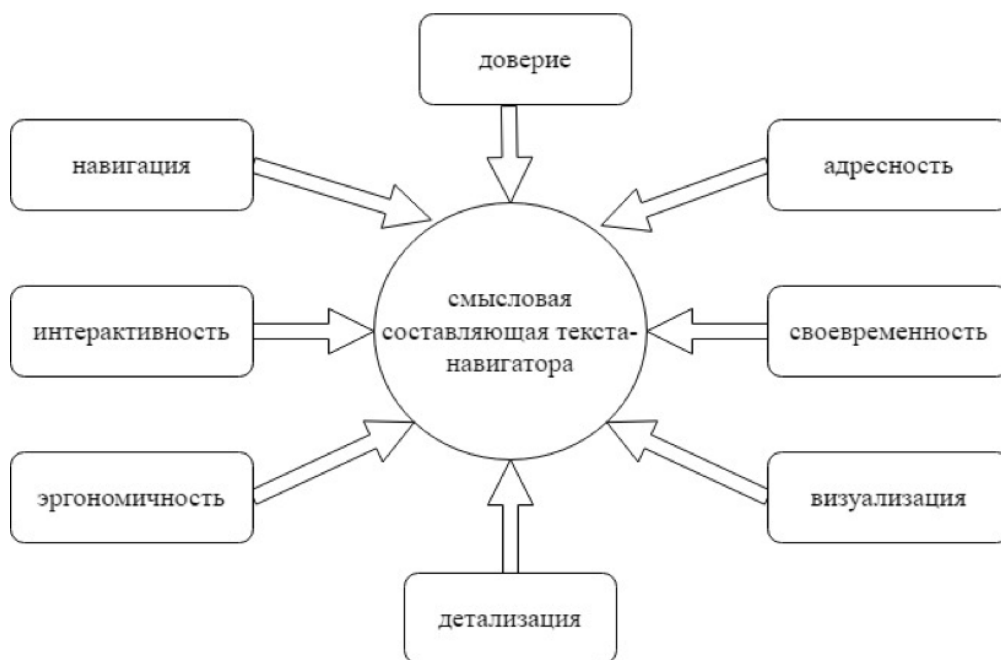 доверие
навигация
адресность
смысловая
составляющая текста-
навигатора
интерактивность
своевременность
эргономичность
визуализация
детализация